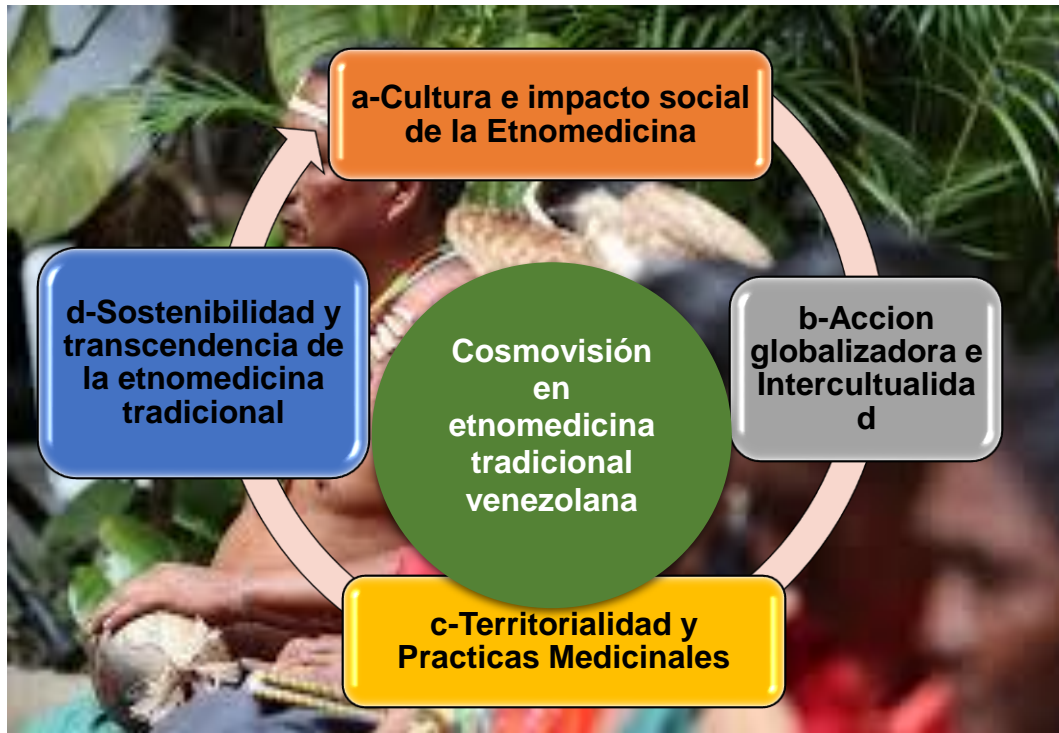 a-Cultura e impacto social
de la Etnomedicina
b-Accion
globalizadora e
Intercultualida
d
c-Territorialidad y
Practicas Medicinales
d-Sostenibilidad y
transcendencia de
la etnomedicina
tradicional
Cosmovisión
en
etnomedicina
tradicional
venezolana